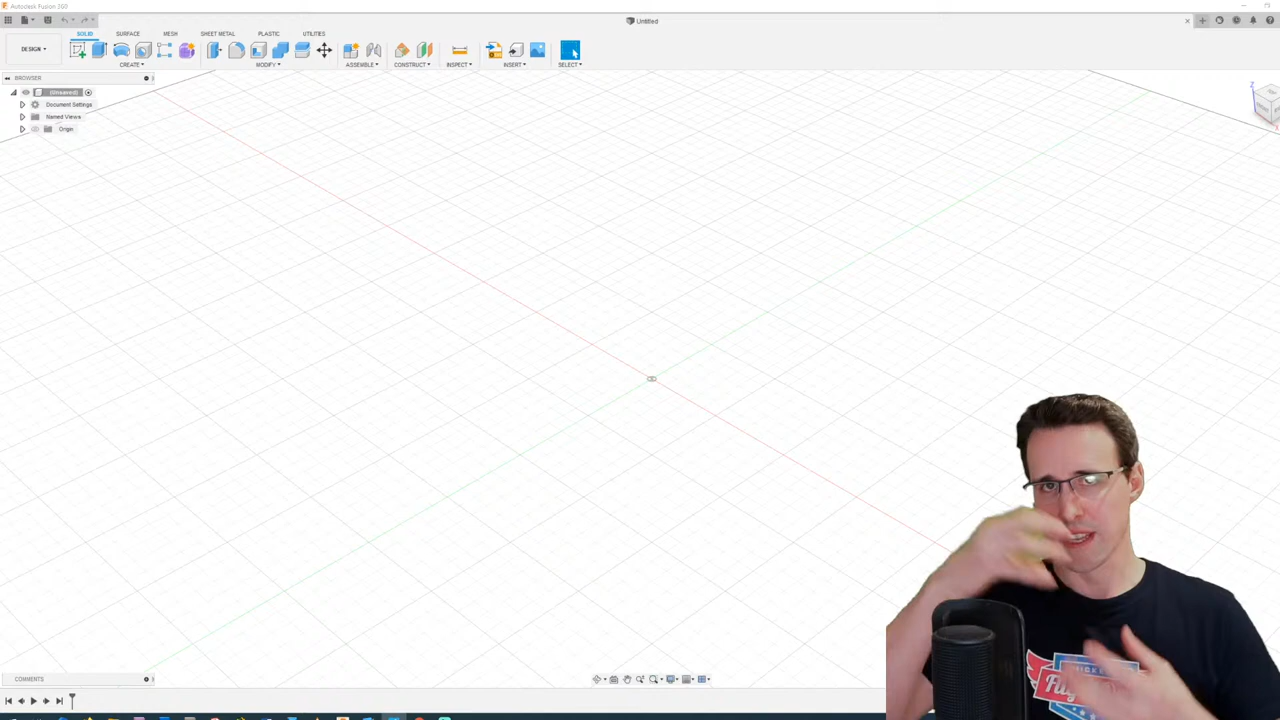 Autodesk Fusion 360
Untitled
SOLID SURFACE MESH SHEET METAL PLASTIC UTILITIES
DESIGN
CREATE MODIFY ASSEMBLE CONSTRUCT INSPECT INSERT SELECT
BROWSER
(Unsaved)
Document Settings
Named Views
Origin
Z
COMMENTS